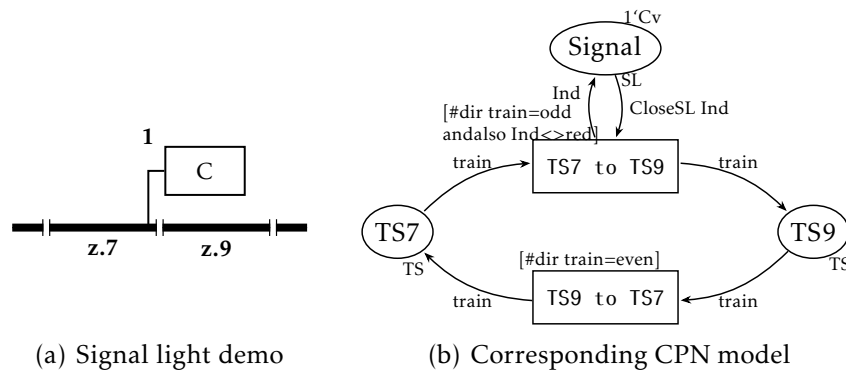 1
C
z.7 z.9
(a) Signal light demo
1‘Cv
Signal
SL
Ind
CloseSL Ind
[#dir train=odd
andalso Ind<>red]
train
TS7 to TS9
train
TS7
TS
TS9
TS
[#dir train=even]
train
TS9 to TS7
train
(b) Corresponding CPN model